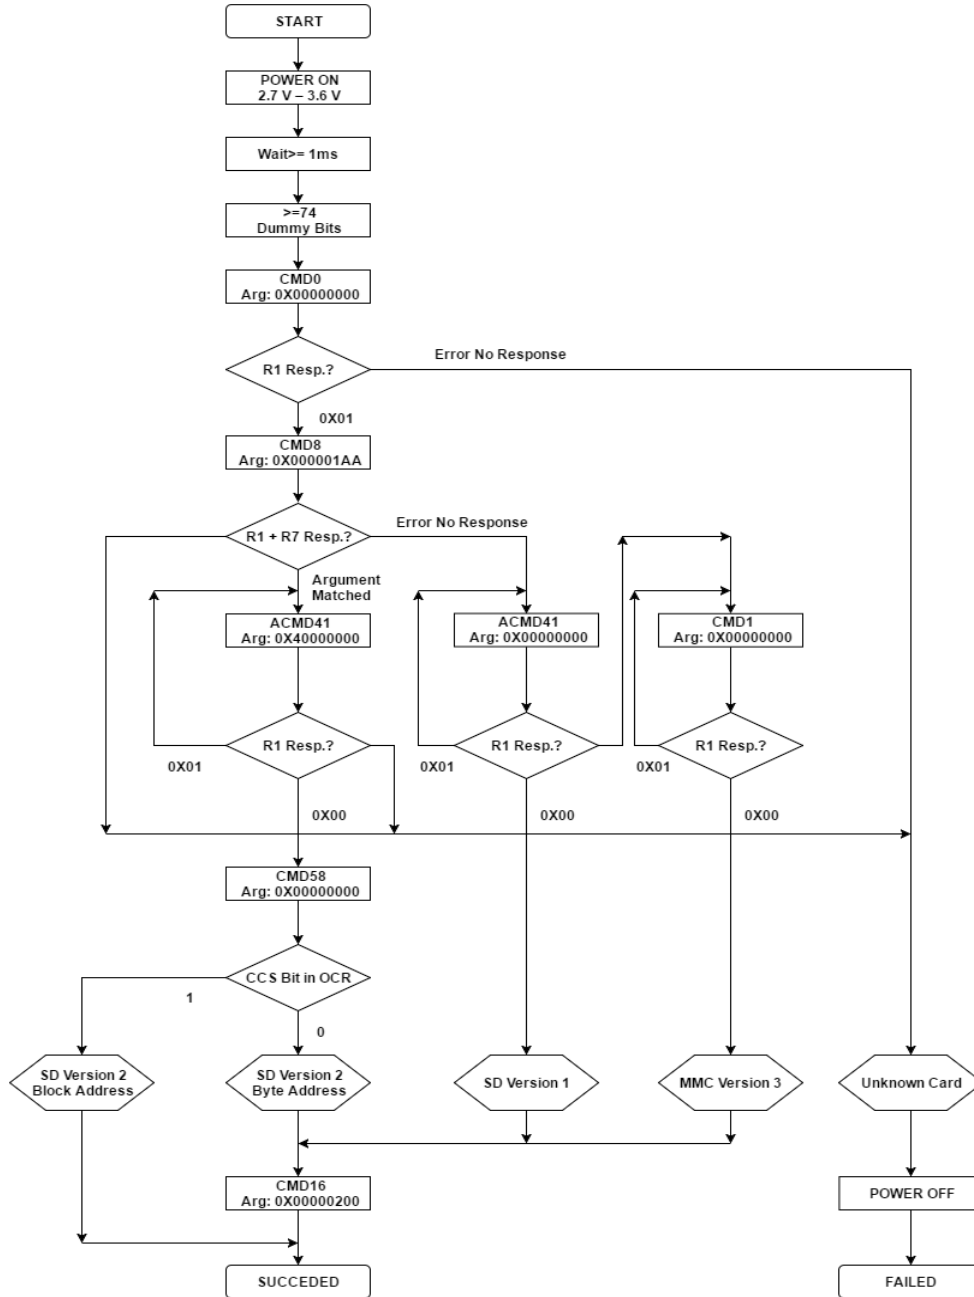 START
POWER ON
2.7 V – 3.6 V
Wait>= 1ms
>=74
Dummy Bits
CMD0
Arg: 0X00000000
R1 Resp.?
Error No Response
0X01
CMD8
Arg: 0X000001AA
R1 + R7 Resp.?
Error No Response
Argument
Matched
ACMD41
Arg: 0X40000000
ACMD41
Arg: 0X00000000
CMD1
Arg: 0X00000000
R1 Resp.?
R1 Resp.?
R1 Resp.?
0X01
0X01
0X01
0X00
0X00
0X00
CMD58
Arg: 0X00000000
CCS Bit in OCR
1
0
SD Version 2
Block Address
SD Version 2
Byte Address
SD Version 1
MMC Version 3
Unknown Card
CMD16
Arg: 0X00000200
POWER OFF
SUCCEDED
FAILED